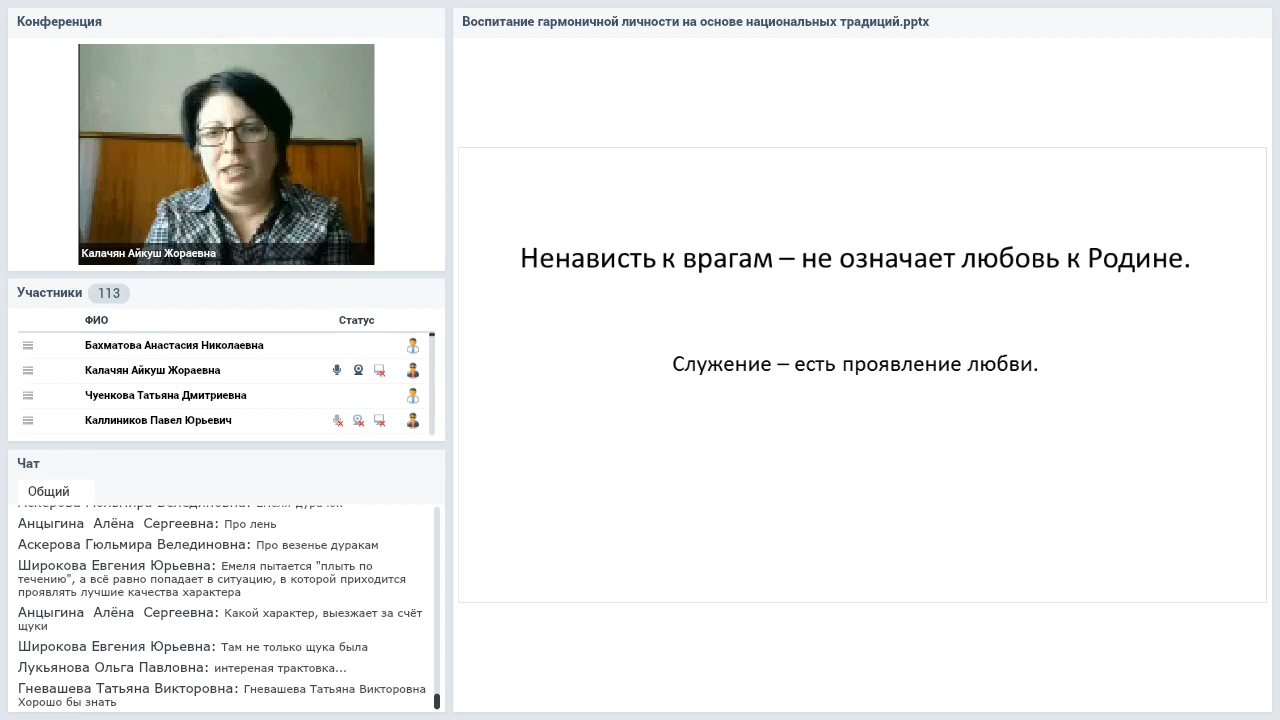 Конференция
Калачян Айкуш Жораевна
Участники 113
ФИО Статус
Бахматова Анастасия Николаевна
Калачян Айкуш Жораевна
Чуенкова Татьяна Дмитриевна
Каллиников Павел Юрьевич
Чат
Общий
Анцыгина Алёна Сергеевна: Про лень
Аскерова Гюльмира Велединовна: Про везенье дуракам
Широкова Евгения Юрьевна: Емеля пытается "плыть по
течению", а всё равно попадает в ситуацию, в которой приходится
проявлять лучшие качества характера
Анцыгина Алёна Сергеевна: Какой характер, выезжает за счёт
щуки
Широкова Евгения Юрьевна: Там не только щука была
Лукьянова Ольга Павловна: интереная трактовка...
Гневашева Татьяна Викторовна: Гневашева Татьяна Викторовна
Хорошо бы знать
Воспитание гармоничной личности на основе национальных традиций.pptx
Ненависть к врагам – не означает любовь к Родине.
Служение – есть проявление любви.